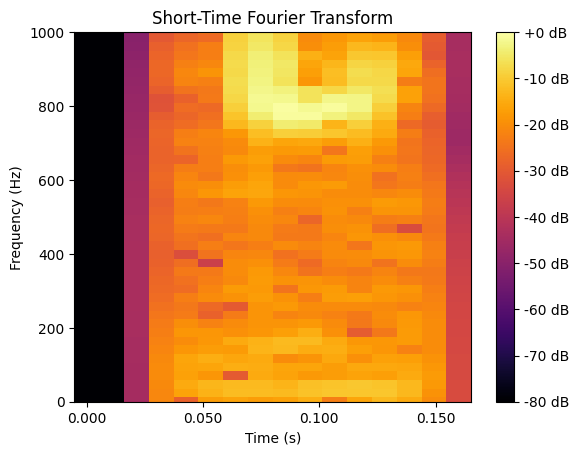 Short-Time Fourier Transform
1000
800
600
400
200
0
Frequency (Hz)
0.000
0.050
0.100
0.150
Time (s)
+0 dB
-10 dB
-20 dB
-30 dB
-40 dB
-50 dB
-60 dB
-70 dB
-80 dB